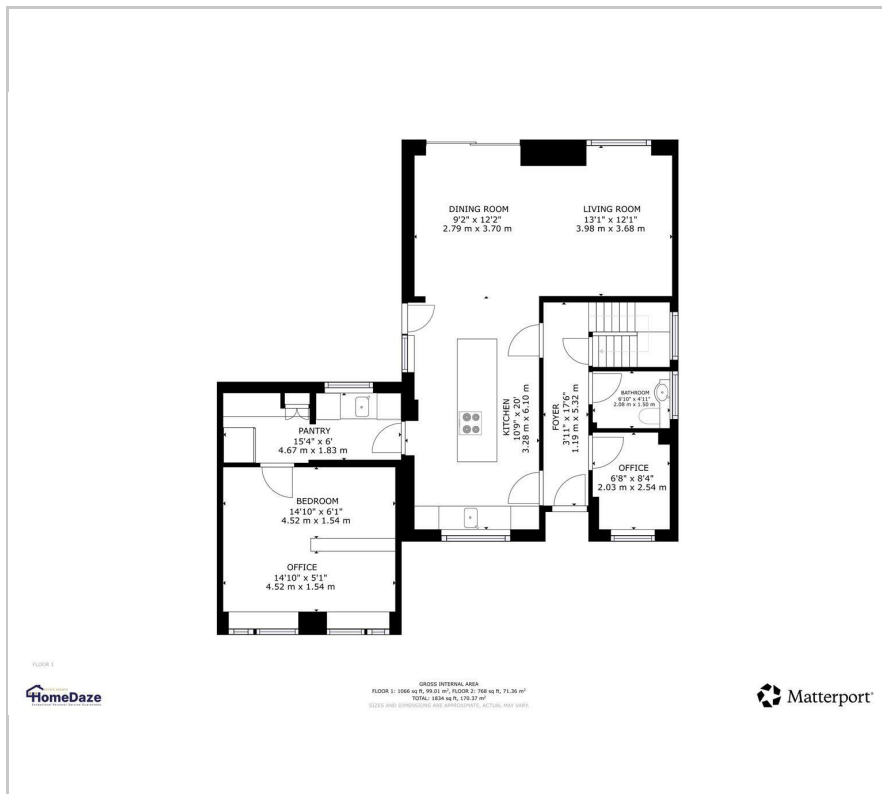 DINING ROOM
9'2" x 12'2"
2.79 m x 3.70 m
LIVING ROOM
13'1" x 12'1"
3.98 m x 3.68 m
KITCHEN
10'9" x 20'
3.28 m x 6.10 m
FOYER
3'11" x 17'6"
1.19 m x 5.32 m
BATHROOM
6'10" x 4'11"
2.08 m x 1.50 m
PANTRY
15'4" x 6'
4.67 m x 1.83 m
OFFICE
6'8" x 8'4"
2.03 m x 2.54 m
BEDROOM
14'10" x 6'1"
4.52 m x 1.54 m
OFFICE
14'10" x 5'1"
4.52 m x 1.54 m
FLOOR 1
HomeDaze
GROSS INTERNAL AREA
FLOOR 1: 1066 sq ft, 99.01 m², FLOOR 2: 768 sq ft, 71.36 m²
TOTAL: 1834 sq ft, 170.37 m²
SIZES AND DIMENSIONS ARE APPROXIMATE, ACTUAL MAY VARY.
Matterport